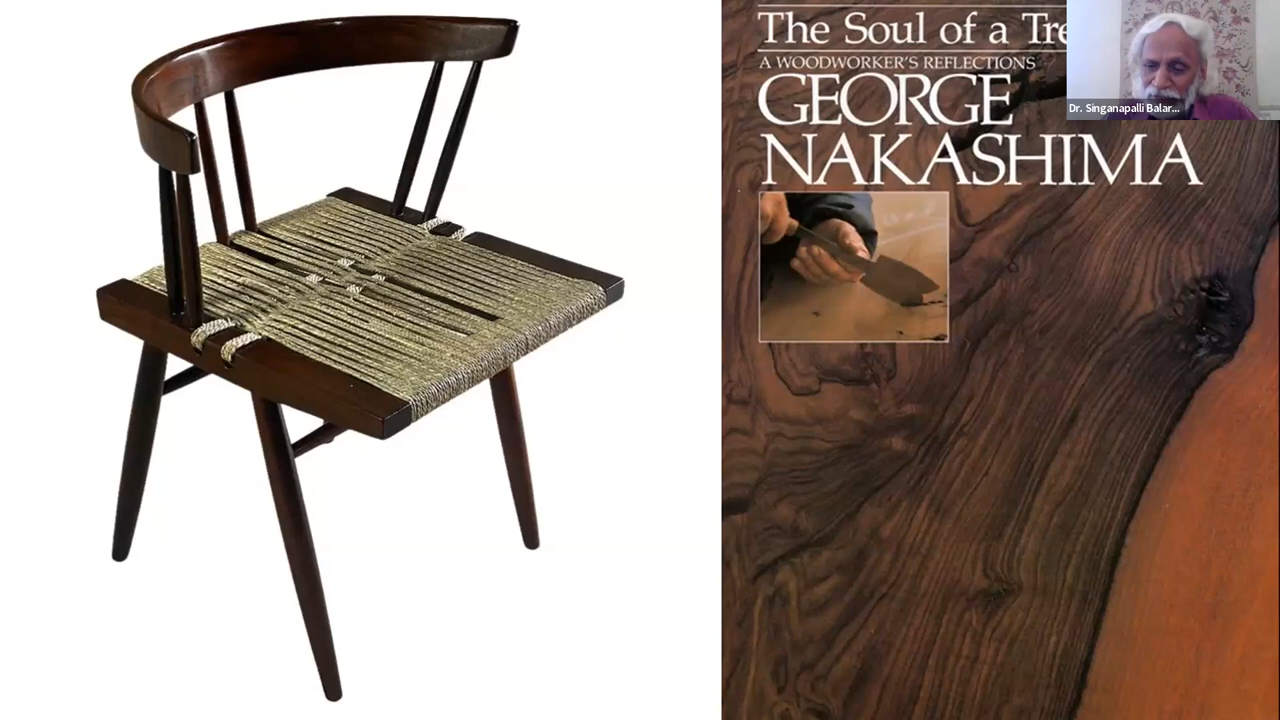 The Soul of a Tre
A WOODWORKER'S REFLECTIONS
GEORGE
NAKASHIMA
Dr. Singanapalli Balar...